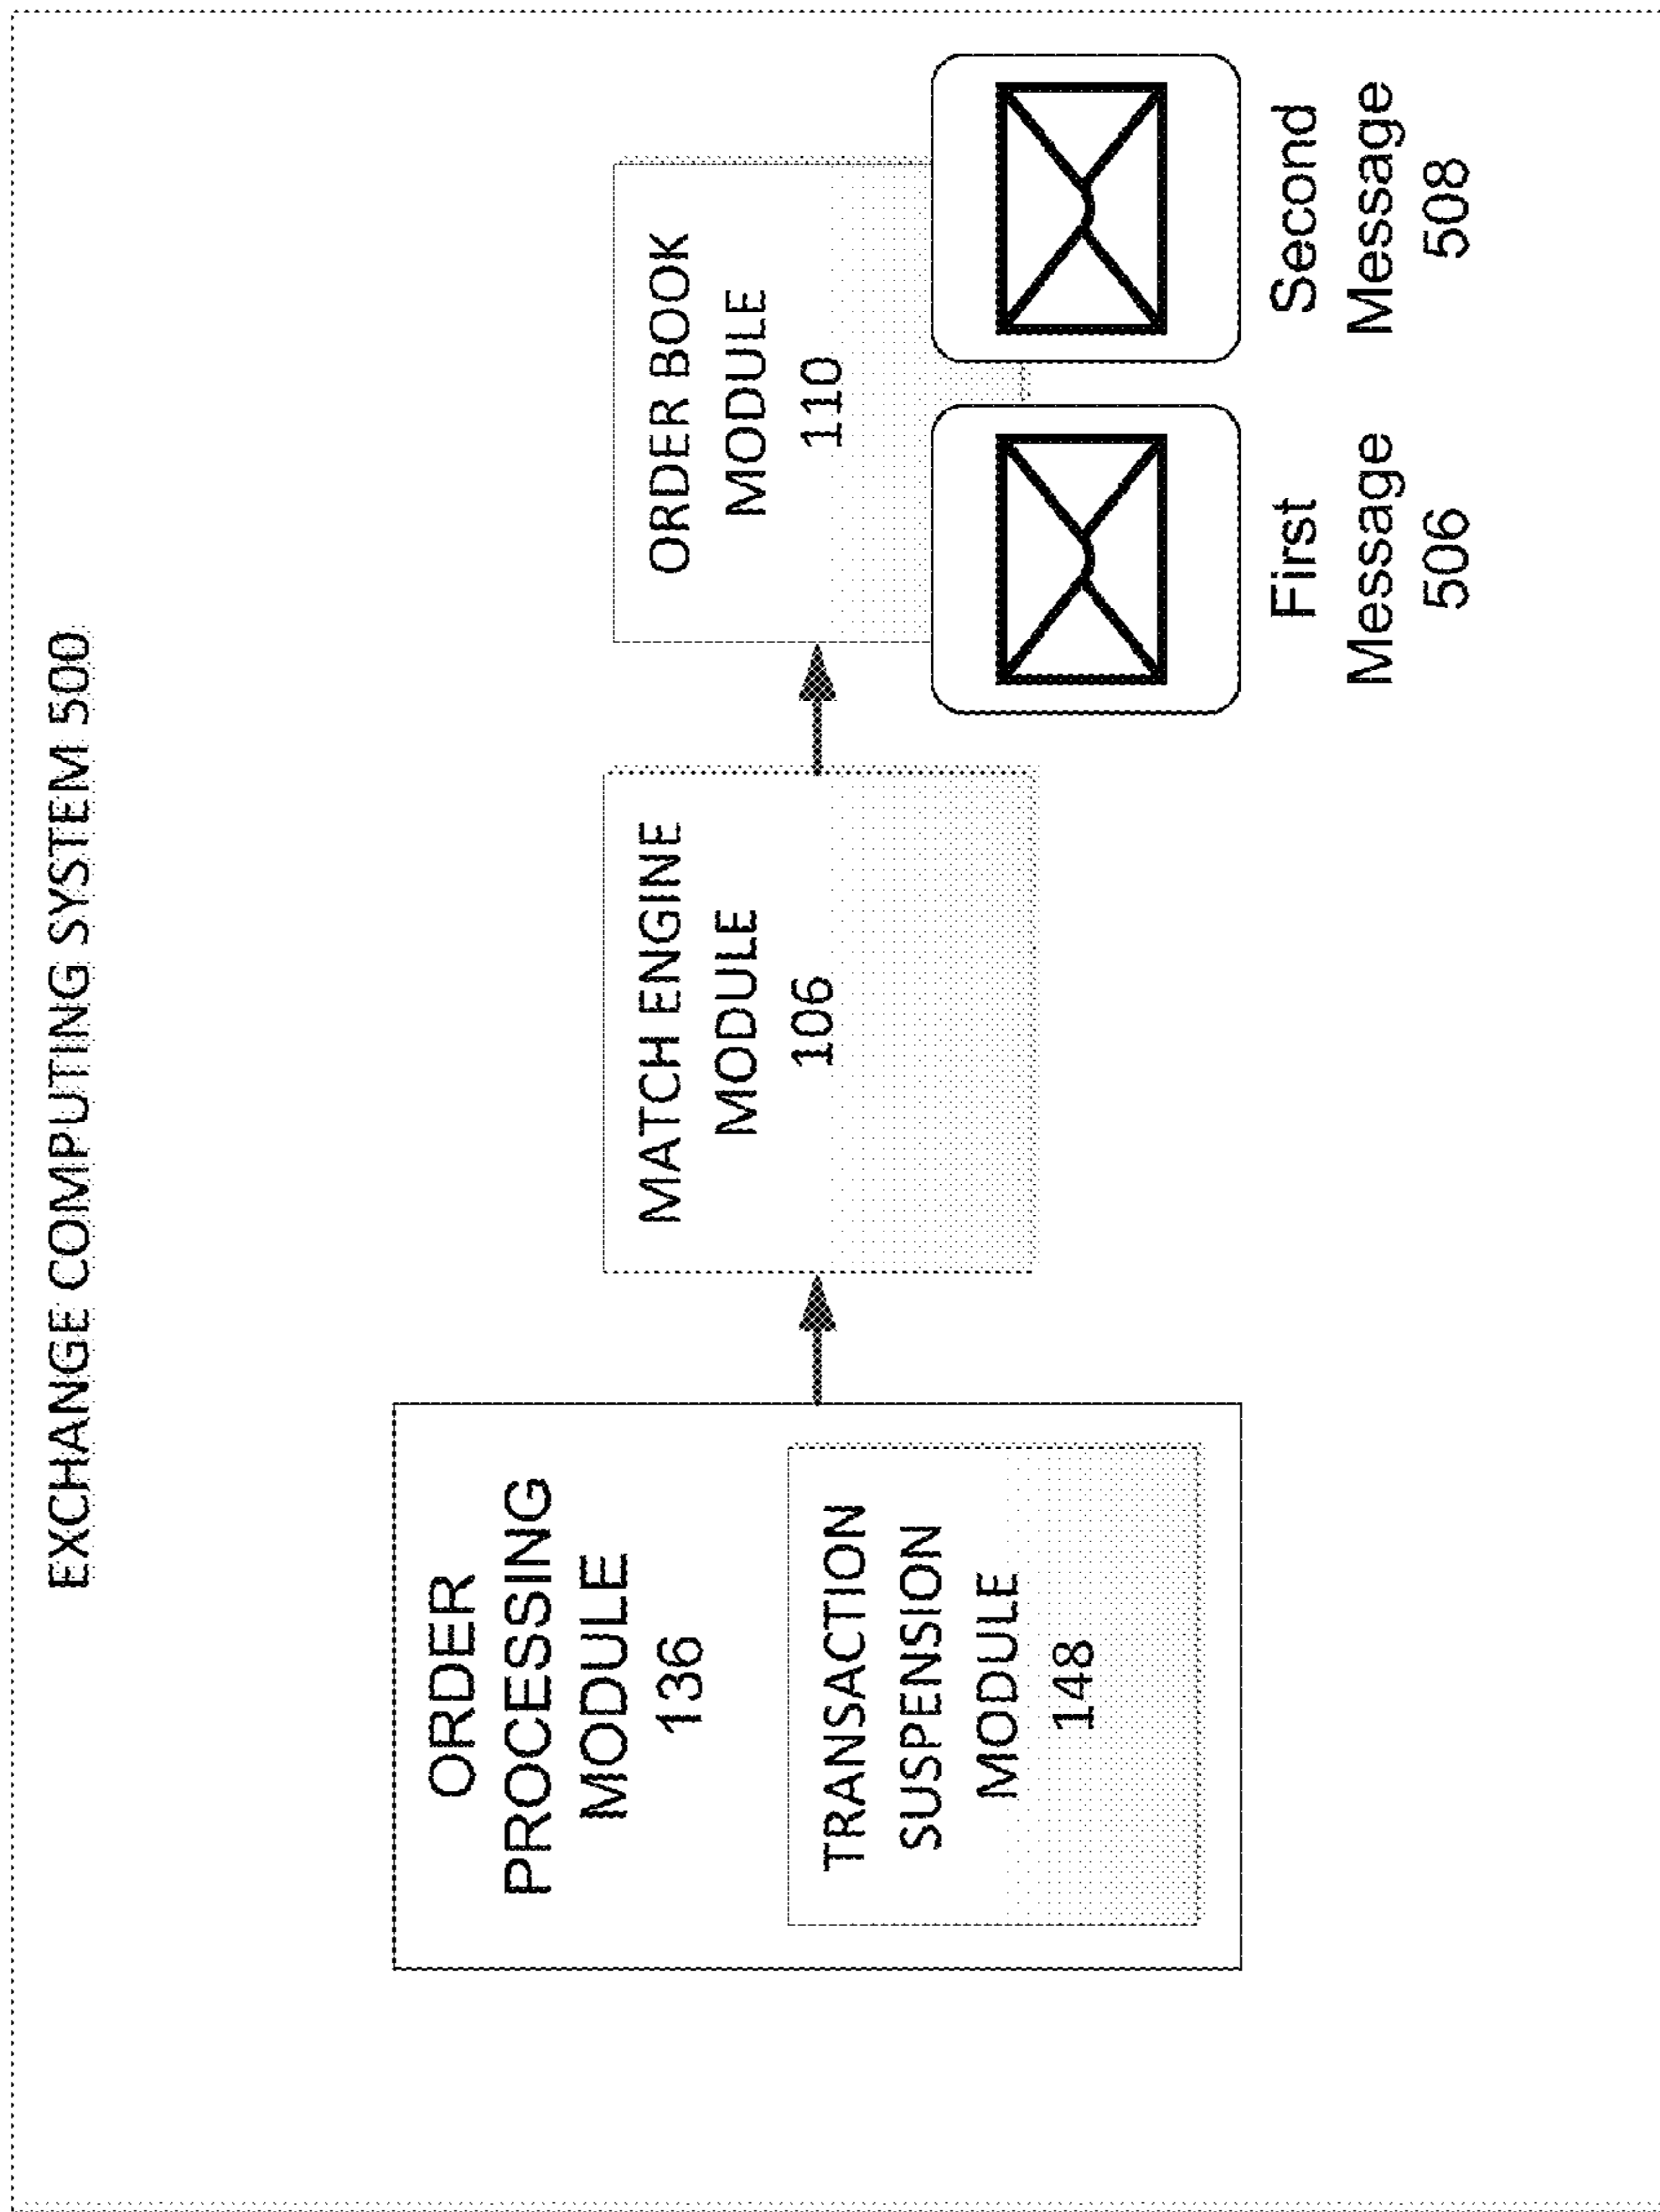 EXCHANGE COMPUTING SYSTEM 500
ORDER
PROCESSING
MODULE
136
TRANSACTION
SUSPENSION
MODULE
148
MATCH ENGINE
MODULE
106
ORDER BOOK
MODULE
110
First
Message
506
Second
Message
508